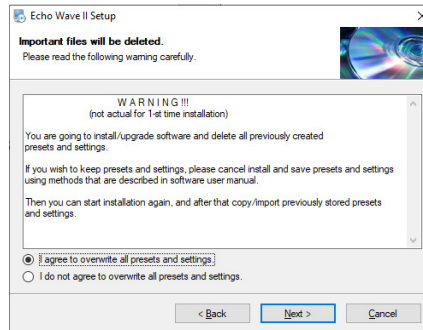 Echo Wave II Setup
Important files will be deleted.
Please read the following warning carefully.
W A R N I N G !!!
(not actual for 1-st time installation)
You are going to install/upgrade software and delete all previously created
presets and settings.
If you wish to keep presets and settings, please cancel install and save presets and settings
using methods that are described in software user manual.
Then you can start installation again, and after that copy/import previously stored presets
and settings.
I agree to overwrite all presets and settings.
I do not agree to overwrite all presets and settings.
< Back
Next >
Cancel